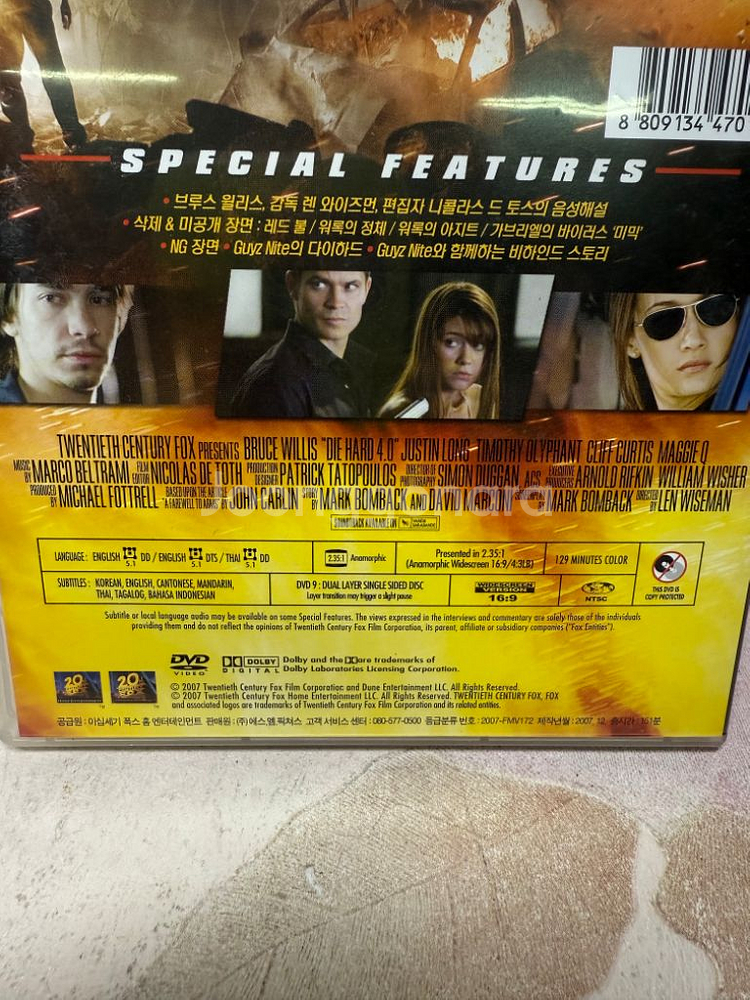 8 809134 470
SPECIAL FEATURES
• 브루스 윌리스, 감독 렌 와이즈먼, 편집자 니콜라스 드 토스의 음성해설
• 삭제 & 미공개 장면 : 레드 불 / 워록의 정체 / 워록의 아지트 / 가브리엘의 바이러스 '미믹'
• NG 장면 • Guyz Nite의 다이하드 • Guyz Nite와 함께하는 비하인드 스토리
TWENTIETH CENTURY FOX PRESENTS BRUCE WILLIS "DIE HARD 4.0" JUSTIN LONG TIMOTHY OLYPHANT CLIFF CURTIS MAGGIE Q
MUSIC BY MARCO BELTRAMI FILM EDITOR NICOLAS DE TOTH PRODUCTION DESIGNER PATRICK TATOPOULOS DIRECTOR OF PHOTOGRAPHY SIMON DUGGAN, ACS EXECUTIVE PRODUCERS ARNOLD RIFKIN, WILLIAM WISHER
PRODUCED BY MICHAEL FOTTRELL BASED UPON THE ARTICLE "A FAREWELL TO ARMS" BY JOHN CARLIN STORY BY MARK BOMBACK AND DAVID MARCONI SCREENPLAY BY MARK BOMBACK DIRECTED BY LEN WISEMAN
SOUNDTRACK AVAILABLE ON VARÈSE SARABANDE
LANGUAGE: ENGLISH 5.1 DD / ENGLISH 5.1 DTS / THAI 5.1 DD
2.35:1 Anamorphic
Presented in 2.35:1
(Anamorphic Widescreen 16:9/4:3LB)
129 MINUTES COLOR
THIS DVD IS
COPY PROTECTED
SUBTITLES: KOREAN, ENGLISH, CANTONESE, MANDARIN,
THAI, TAGALOG, BAHASA INDONESIAN
DVD 9 : DUAL LAYER SINGLE SIDED DISC
Layer transition may trigger a slight pause
WIDESCREEN
VERSION
16:9
NTSC
Subtitle or local language audio may be available on some Special Features. The views expressed in the interviews and commentary are solely those of the individuals
providing them and do not reflect the opinions of Twentieth Century Fox Film Corporation, its parent, affiliate or subsidiary companies ("Fox Entities").
DVD VIDEO
DOLBY DIGITAL
Dolby and the DD are trademarks of
Dolby Laboratories Licensing Corporation.
© 2007 Twentieth Century Fox Film Corporation and Dune Entertainment LLC. All Rights Reserved.
© 2007 Twentieth Century Fox Home Entertainment LLC. All Rights Reserved. TWENTIETH CENTURY FOX, FOX
and associated logos are trademarks of Twentieth Century Fox Film Corporation and its related entities.
공급원 : 이십세기 폭스 홈 엔터테인먼트 판매원 : (주)에스.엠.픽쳐스 고객 서비스 센터 : 080-577-0500 등급분류 번호 : 2007-FMV172 제작년월 : 2007. 12. 출시간 : 151분